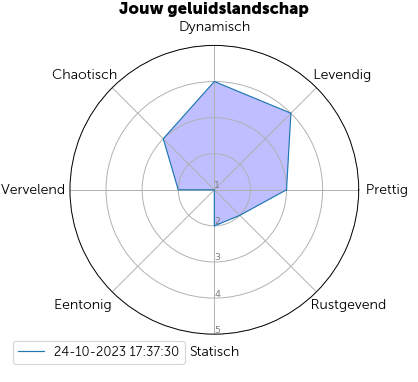 Jouw geluidslandschap
Dynamisch
Chaotisch
Levendig
Vervelend
1
Prettig
2
3
4
Eentonig
Rustgevend
5
24-10-2023 17:37:30
Statisch